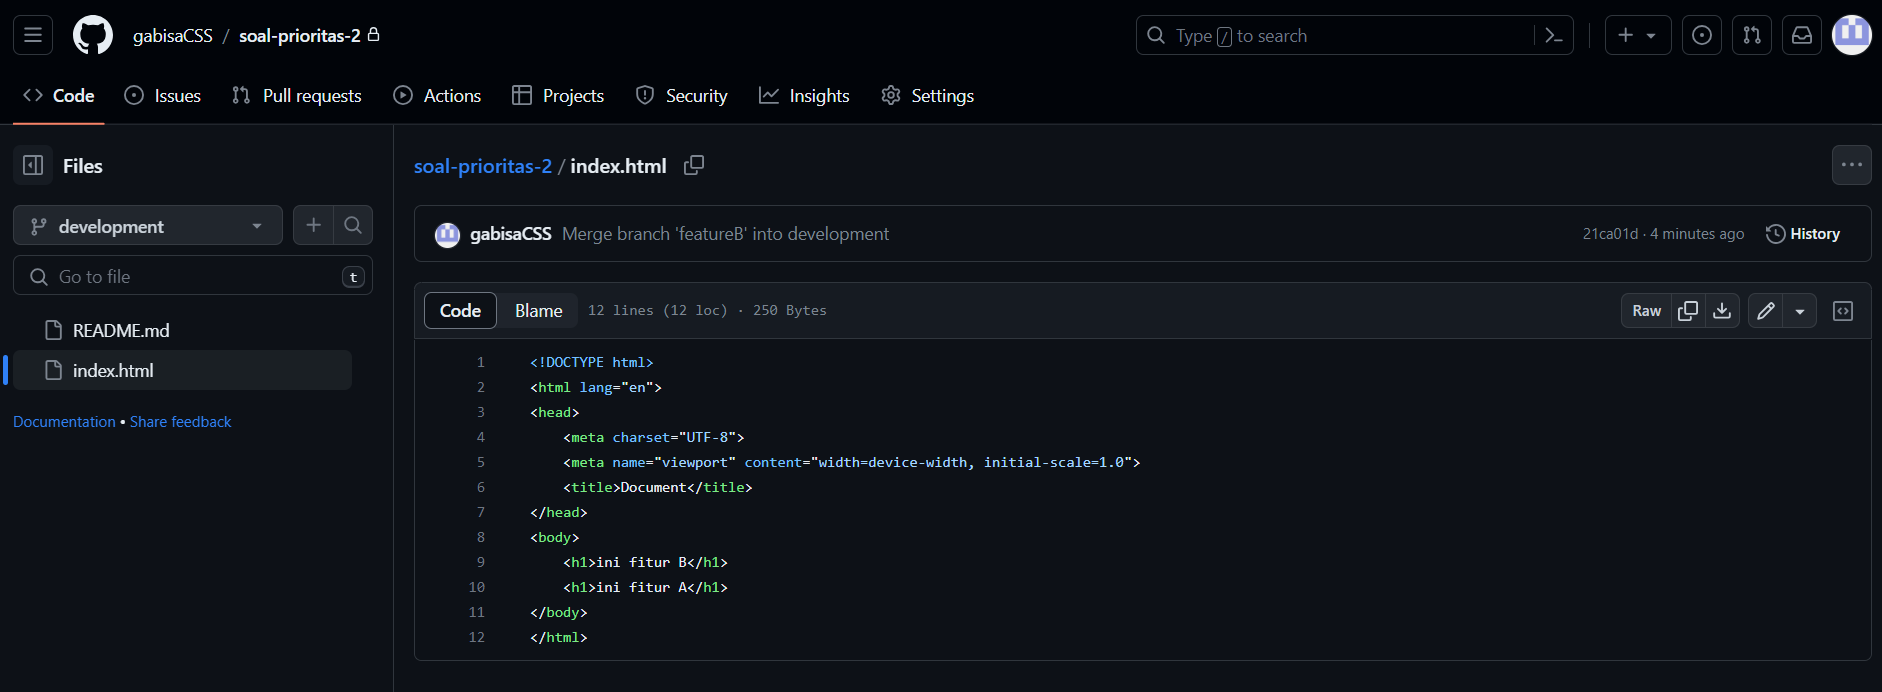 gabisaCSS / soal-prioritas-2
Type / to search
Code Issues Pull requests Actions Projects Security Insights Settings
Files
development
Go to file
t
README.md
index.html
Documentation • Share feedback
soal-prioritas-2 / index.html
gabisaCSS Merge branch 'featureB' into development
21ca01d · 4 minutes ago History
Code Blame 12 lines (12 loc) · 250 Bytes
Raw
1 <!DOCTYPE html>
2 <html lang="en">
3 <head>
4     <meta charset="UTF-8">
5     <meta name="viewport" content="width=device-width, initial-scale=1.0">
6     <title>Document</title>
7 </head>
8 <body>
9     <h1>ini fitur B</h1>
10     <h1>ini fitur A</h1>
11 </body>
12 </html>